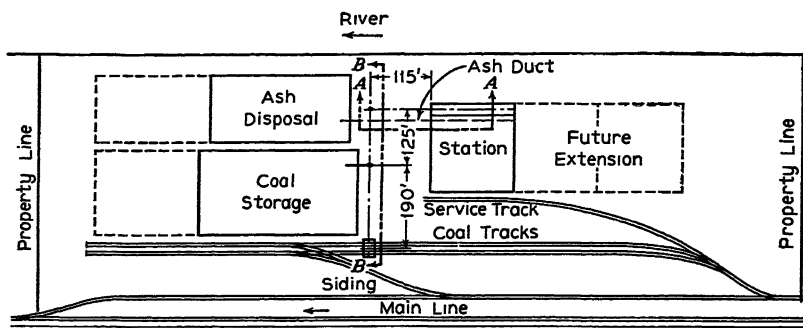 River
B
115'
Ash Duct
A
A
Ash
Disposal
125'
Station
Future
Extension
Property Line
Property Line
Coal
Storage
190'
Service Track
Coal Tracks
B
Siding
Main Line